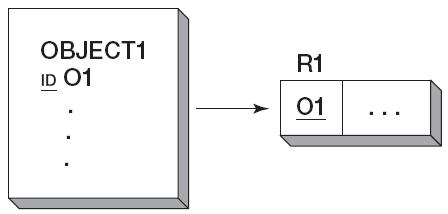 OBJECT1
ID O1
.
.
.
R1
O1 ...